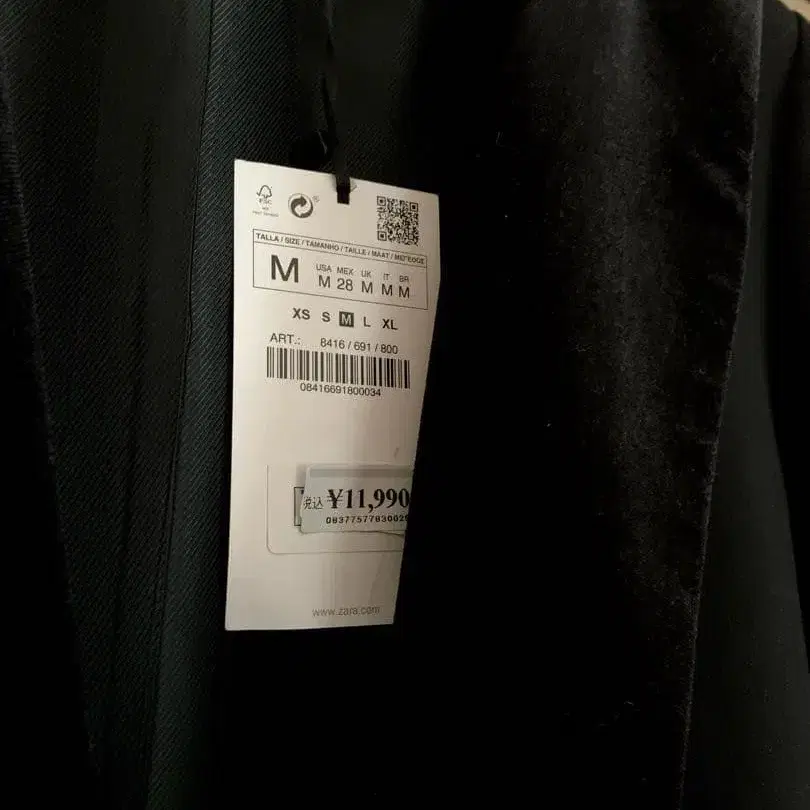 FSC
TALLA / SIZE / TAMANHO / TAILLE / MAAT / MEГEӨOΣ
M
USA MEX UK IT BR
M 28 M M M
XS S M L XL
ART.: 8416 / 691 / 800
08416691800034
税込 ¥11,990
www.zara.com